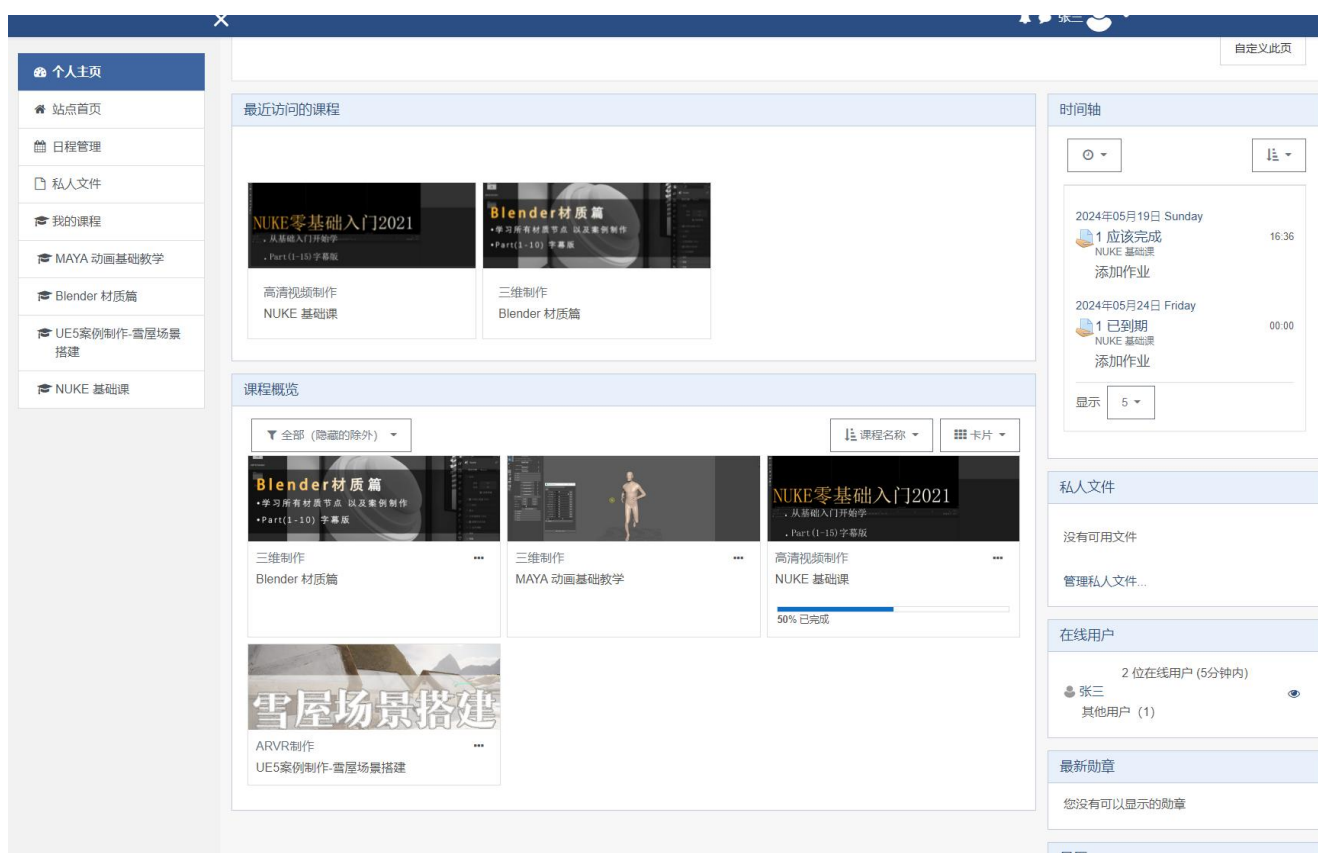 张三
自定义此页
个人主页
站点首页
日程管理
私人文件
我的课程
MAYA 动画基础教学
Blender 材质篇
UE5案例制作-雪屋场景
搭建
NUKE 基础课
最近访问的课程
NUKE零基础入门2021
. 从基础入门开始学
. Part (1-15)字幕版
高清视频制作
NUKE 基础课
Blender材质篇
•学习所有材质节点 以及案例制作
•Part(1-10) 字幕版
三维制作
Blender 材质篇
课程概览
全部（隐藏的除外）
课程名称
卡片
Blender材质篇
•学习所有材质节点 以及案例制作
•Part(1-10) 字幕版
三维制作
Blender 材质篇
三维制作
MAYA 动画基础教学
NUKE零基础入门2021
. 从基础入门开始学
. Part (1-15)字幕版
高清视频制作
NUKE 基础课
50% 已完成
雪屋场景搭建
ARVR制作
UE5案例制作-雪屋场景搭建
时间轴
2024年05月19日 Sunday
1 应该完成 16:36
NUKE 基础课
添加作业
2024年05月24日 Friday
1 已到期 00:00
NUKE 基础课
添加作业
显示 5
私人文件
没有可用文件
管理私人文件...
在线用户
2 位在线用户 (5分钟内)
张三
其他用户（1）
最新勋章
您没有可以显示的勋章